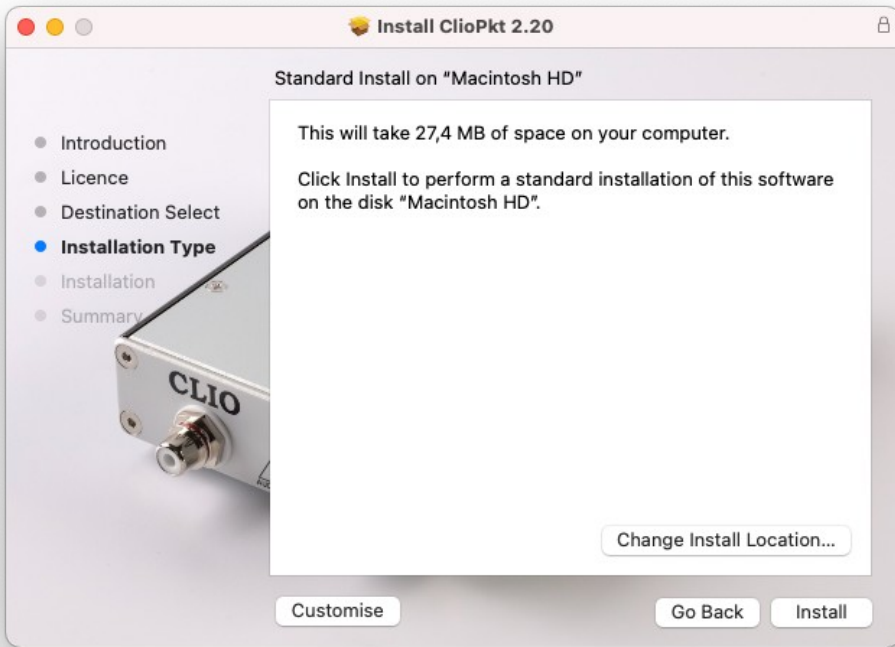 Install ClioPkt 2.20
Standard Install on “Macintosh HD”
Introduction
Licence
Destination Select
Installation Type
Installation
Summary
This will take 27,4 MB of space on your computer.
Click Install to perform a standard installation of this software
on the disk “Macintosh HD”.
CLIO
Change Install Location...
Customise
Go Back
Install